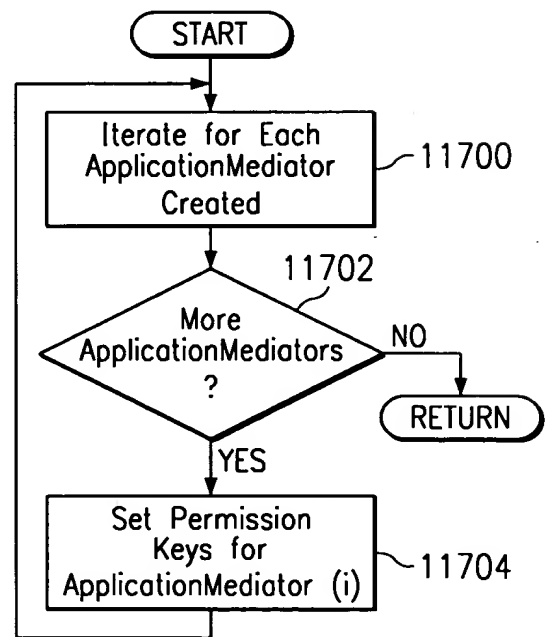 START
Iterate for Each
ApplicationMediator
Created
11700
11702
More
ApplicationMediators
?
NO
RETURN
YES
Set Permission
Keys for
ApplicationMediator (i)
11704